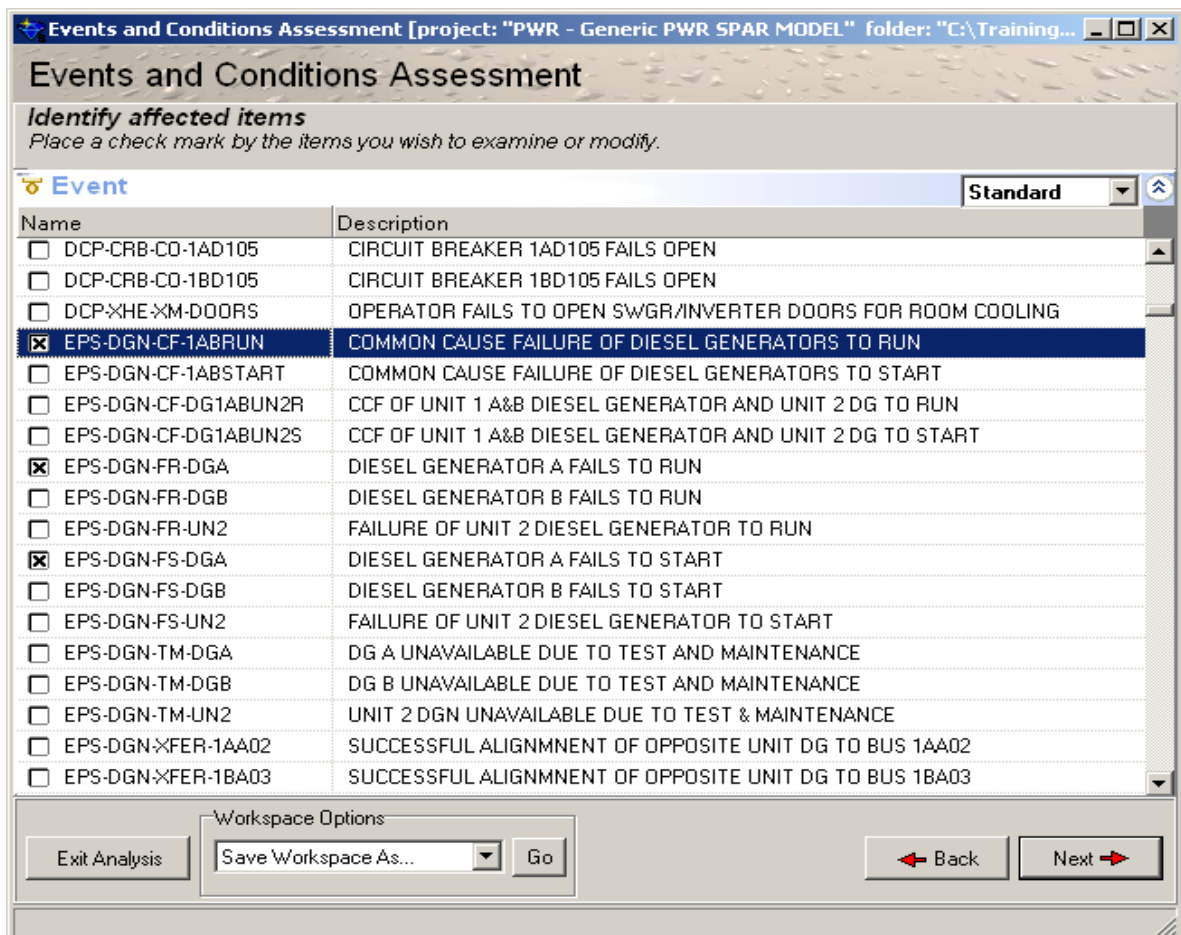 Events and Conditions Assessment [project: "PWR - Generic PWR SPAR MODEL" folder: "C:\Training...
Events and Conditions Assessment
Identify affected items
Place a check mark by the items you wish to examine or modify.
Event Standard
Name Description
DCP-CRB-CO-1AD105 CIRCUIT BREAKER 1AD105 FAILS OPEN
DCP-CRB-CO-1BD105 CIRCUIT BREAKER 1BD105 FAILS OPEN
DCP-XHE-XM-DOORS OPERATOR FAILS TO OPEN SWGR/INVERTER DOORS FOR ROOM COOLING
EPS-DGN-CF-1ABRUN COMMON CAUSE FAILURE OF DIESEL GENERATORS TO RUN
EPS-DGN-CF-1ABSTART COMMON CAUSE FAILURE OF DIESEL GENERATORS TO START
EPS-DGN-CF-DG1ABUN2R CCF OF UNIT 1 A&B DIESEL GENERATOR AND UNIT 2 DG TO RUN
EPS-DGN-CF-DG1ABUN2S CCF OF UNIT 1 A&B DIESEL GENERATOR AND UNIT 2 DG TO START
EPS-DGN-FR-DGA DIESEL GENERATOR A FAILS TO RUN
EPS-DGN-FR-DGB DIESEL GENERATOR B FAILS TO RUN
EPS-DGN-FR-UN2 FAILURE OF UNIT 2 DIESEL GENERATOR TO RUN
EPS-DGN-FS-DGA DIESEL GENERATOR A FAILS TO START
EPS-DGN-FS-DGB DIESEL GENERATOR B FAILS TO START
EPS-DGN-FS-UN2 FAILURE OF UNIT 2 DIESEL GENERATOR TO START
EPS-DGN-TM-DGA DG A UNAVAILABLE DUE TO TEST AND MAINTENANCE
EPS-DGN-TM-DGB DG B UNAVAILABLE DUE TO TEST AND MAINTENANCE
EPS-DGN-TM-UN2 UNIT 2 DGN UNAVAILABLE DUE TO TEST & MAINTENANCE
EPS-DGN-XFER-1AA02 SUCCESSFUL ALIGNMNENT OF OPPOSITE UNIT DG TO BUS 1AA02
EPS-DGN-XFER-1BA03 SUCCESSFUL ALIGNMNENT OF OPPOSITE UNIT DG TO BUS 1BA03
Workspace Options
Exit Analysis Save Workspace As... Go Back Next